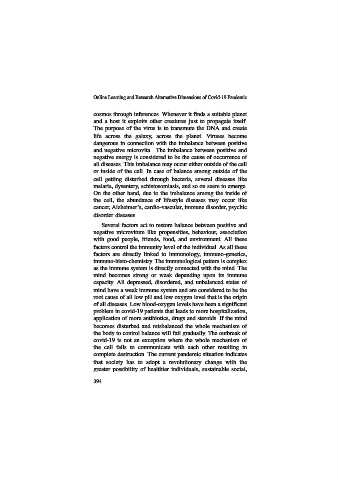 Online Learning and Research Alternative Dimensions of Covid-19 Pandemic
cosmos through inferences. Whenever it finds a suitable planet
and a host it exploits other creatures just to propagate itself.
The purpose of the virus is to transmute the DNA and create
life across the galaxy, across the planet. Viruses become
dangerous in connection with the imbalance between positive
and negative microvita. The imbalance between positive and
negative energy is considered to be the cause of occurrence of
all diseases. This imbalance may occur either outside of the cell
or inside of the cell. In case of balance among outside of the
cell getting disturbed through bacteria, several diseases like
malaria, dysentery, schistosomiasis, and so on seem to emerge.
On the other hand, due to the imbalance among the inside of
the cell, the abundance of lifestyle diseases may occur like
cancer, Alzheimer's, cardio-vascular, immune disorder, psychic
disorder diseases.
Several factors act to restore balance between positive and
negative microvitum like propensities, behaviour, association
with good people, friends, food, and environment. All these
factors control the immunity level of the individual. As all these
factors are directly linked to immunology, immuno-genetics,
immuno-histo-chemistry. The immunological pattern is complex
as the immune system is directly connected with the mind. The
mind becomes strong or weak depending upon its immune
capacity. All depressed, disordered, and unbalanced states of
mind have a weak immune system and are considered to be the
root cause of all low pH and low oxygen level that is the origin
of all diseases. Low blood-oxygen levels have been a significant
problem in covid-19 patients that leads to more hospitalization,
application of more antibiotics, drugs and steroids. If the mind
becomes disturbed and misbalanced the whole mechanism of
the body to control balance will fail gradually. The outbreak of
covid-19 is not an exception where the whole mechanism of
the cell fails to communicate with each other resulting in
complete destruction. The current pandemic situation indicates
that society has to adopt a revolutionary change with the
greater possibility of healthier individuals, sustainable social,
394